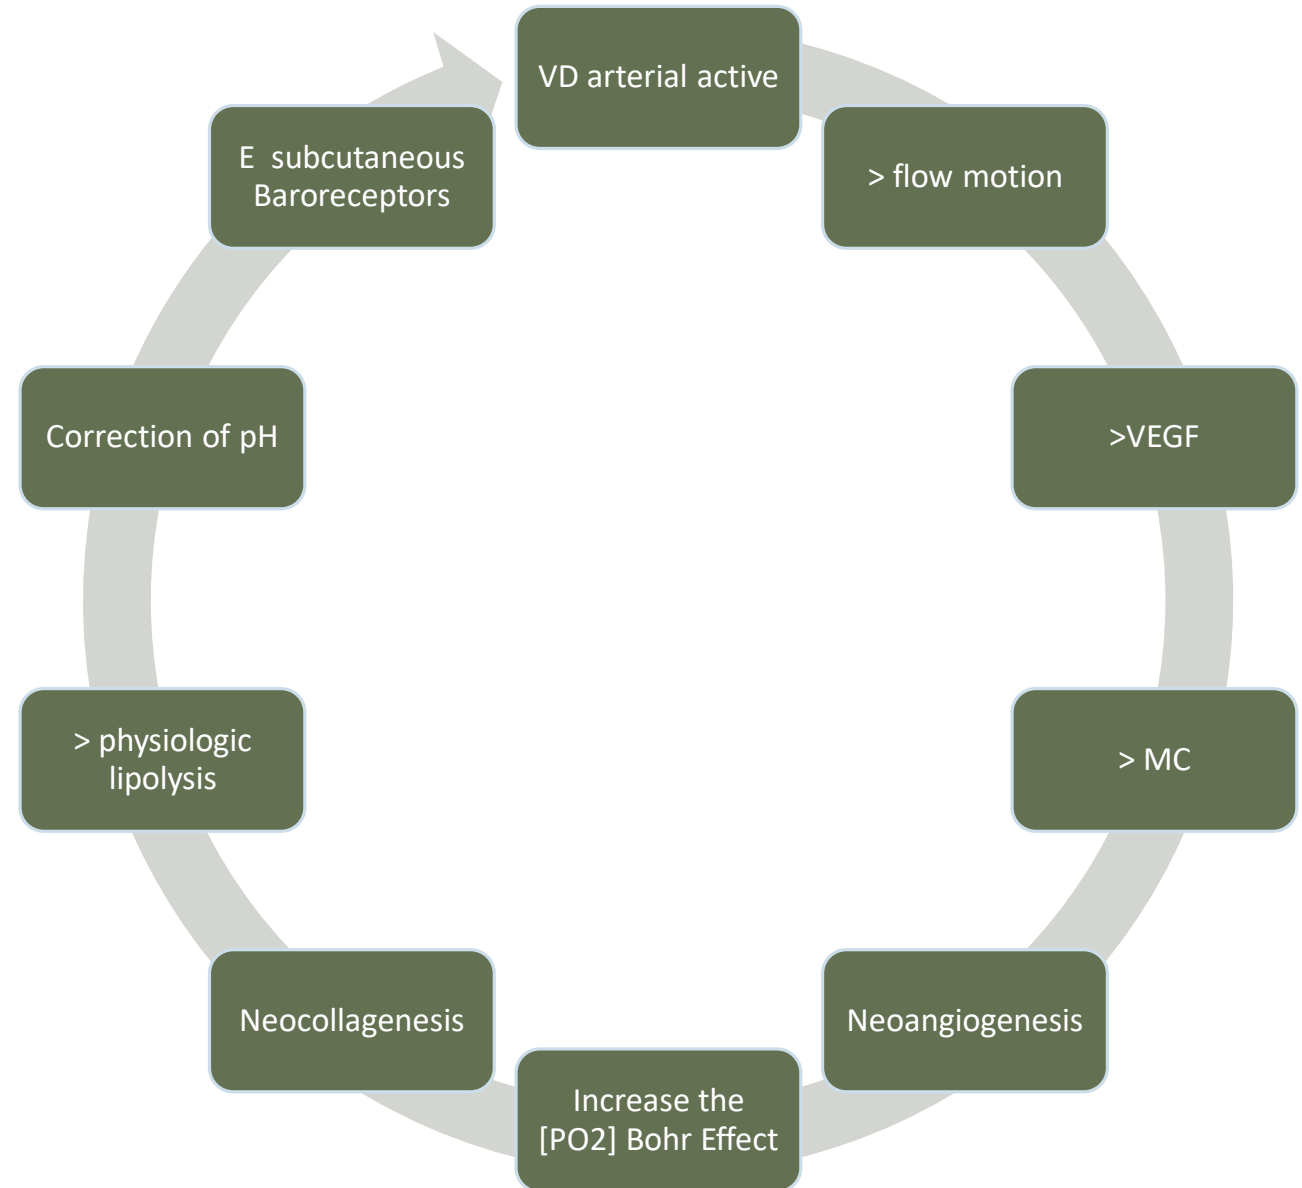 VD arterial active
> flow motion
>VEGF
> MC
Neoangiogenesis
Increase the
[PO2] Bohr Effect
Neocollagenesis
> physiologic
lipolysis
Correction of pH
E  subcutaneous
Baroreceptors